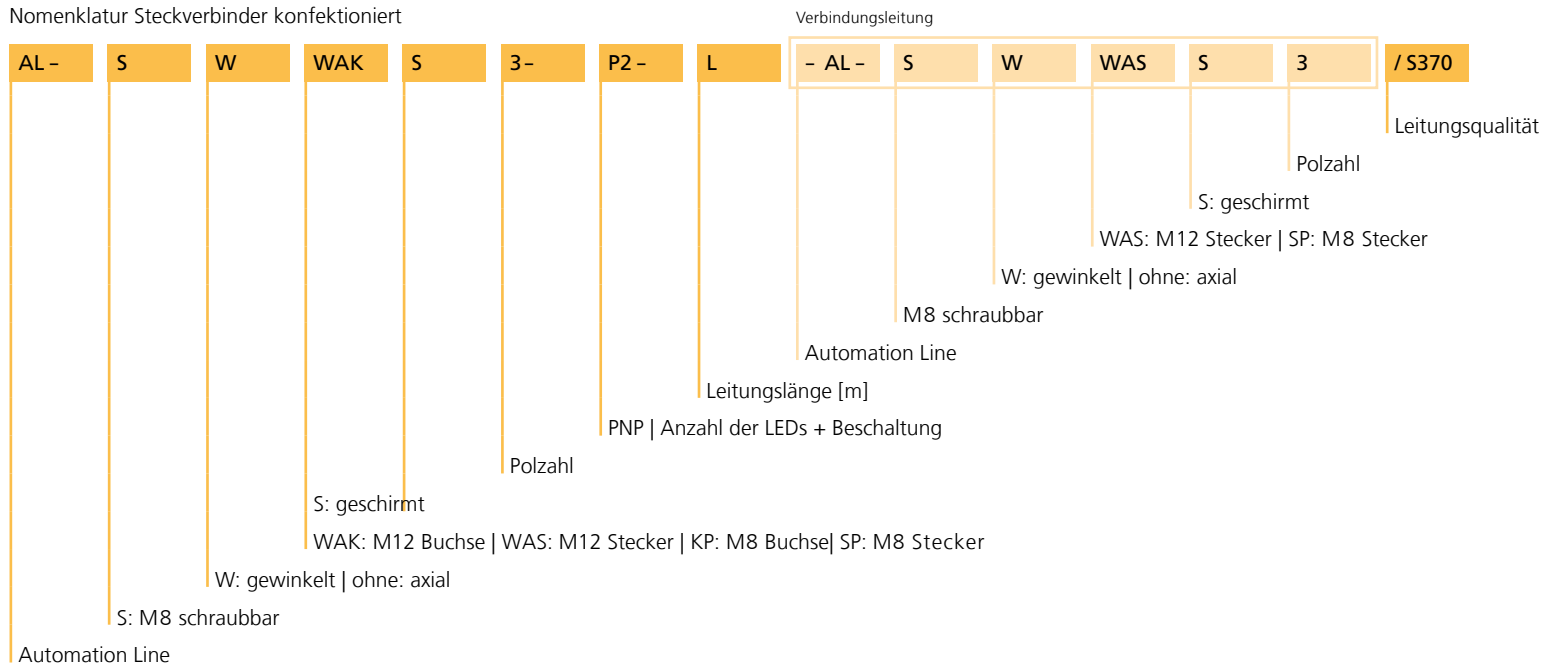 Nomenklatur Steckverbinder konfektioniert
Verbindungsleitung
AL – S W WAK S 3 – P2 – L – AL – S W WAS S 3 / S370
Leitungsqualität
Polzahl
S: geschirmt
WAS: M12 Stecker | SP: M8 Stecker
W: gewinkelt | ohne: axial
M8 schraubbar
Automation Line
Leitungslänge [m]
PNP | Anzahl der LEDs + Beschaltung
Polzahl
S: geschirmt
WAK: M12 Buchse | WAS: M12 Stecker | KP: M8 Buchse| SP: M8 Stecker
W: gewinkelt | ohne: axial
S: M8 schraubbar
Automation Line